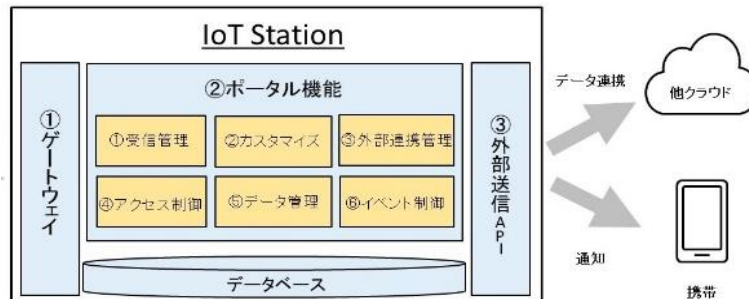 IoT Station
①ゲートウェイ
②ポータル機能
①受信管理
②カスタマイズ
③外部連携管理
④アクセス制御
⑤データ管理
⑥イベント制御
データベース
③外部送信API
データ連携
他クラウド
通知
携帯